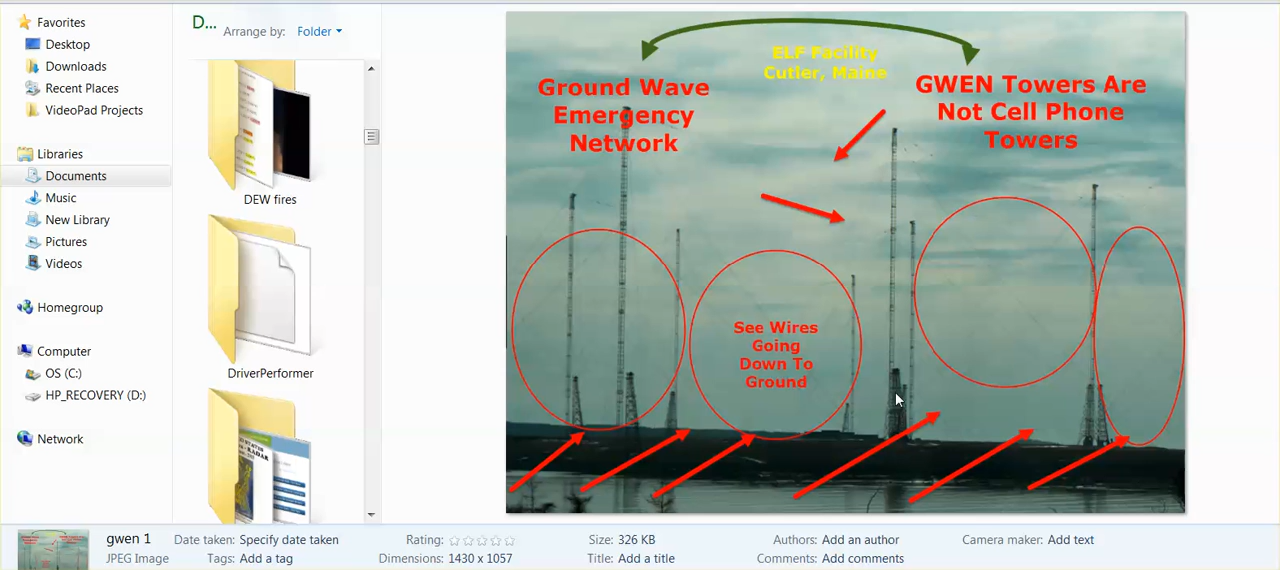 Favorites
Desktop
Downloads
Recent Places
VideoPad Projects
Libraries
Documents
Music
New Library
Pictures
Videos
Homegroup
Computer
OS (C:)
HP_RECOVERY (D:)
Network
D...
Arrange by: Folder
DEW fires
DriverPerformer
ELF Facility
Cutler, Maine
Ground Wave
Emergency
Network
GWEN Towers Are
Not Cell Phone
Towers
See Wires
Going
Down To
Ground
gwen 1
JPEG Image
Date taken: Specify date taken
Tags: Add a tag
Rating:
Dimensions: 1430 x 1057
Size: 326 KB
Title: Add a title
Authors: Add an author
Comments: Add comments
Camera maker: Add text